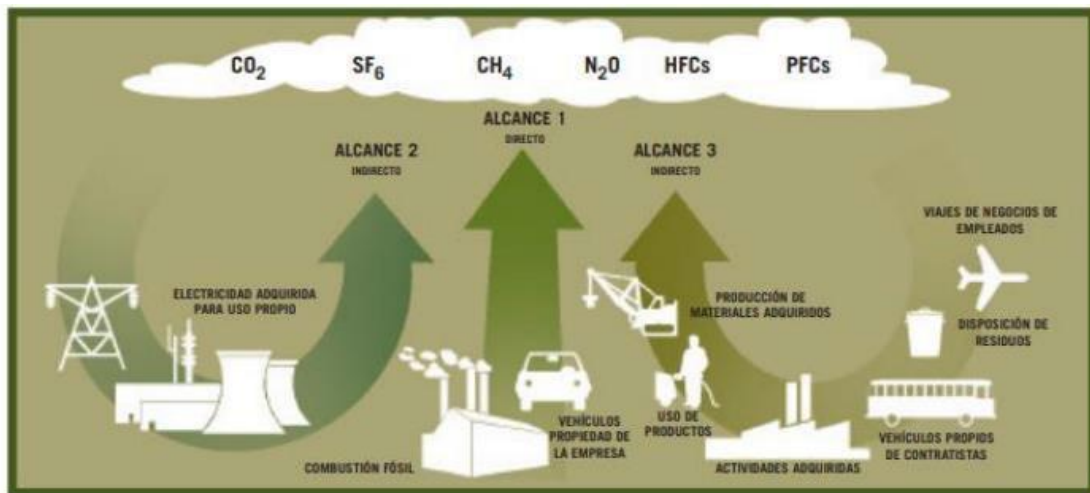 CO₂ SF₆ CH₄ N₂O HFCs PFCs
ALCANCE 1
DIRECTO
ALCANCE 2
INDIRECTO
ALCANCE 3
INDIRECTO
VIAJES DE NEGOCIOS DE
EMPLEADOS
ELECTRICIDAD ADQUIRIDA
PARA USO PROPIO
PRODUCCIÓN DE
MATERIALES ADQUIRIDOS
DISPOSICIÓN DE
RESIDUOS
COMBUSTIÓN FÓSIL
VEHÍCULOS
PROPIEDAD DE
LA EMPRESA
USO DE
PRODUCTOS
ACTIVIDADES ADQUIRIDAS
VEHÍCULOS PROPIOS
DE CONTRATISTAS